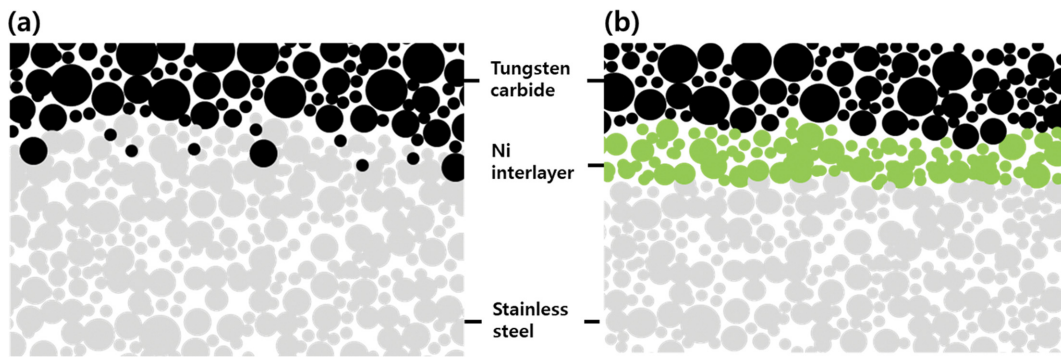 (a)
(b)
Tungsten
carbide
Ni
interlayer
Stainless
steel